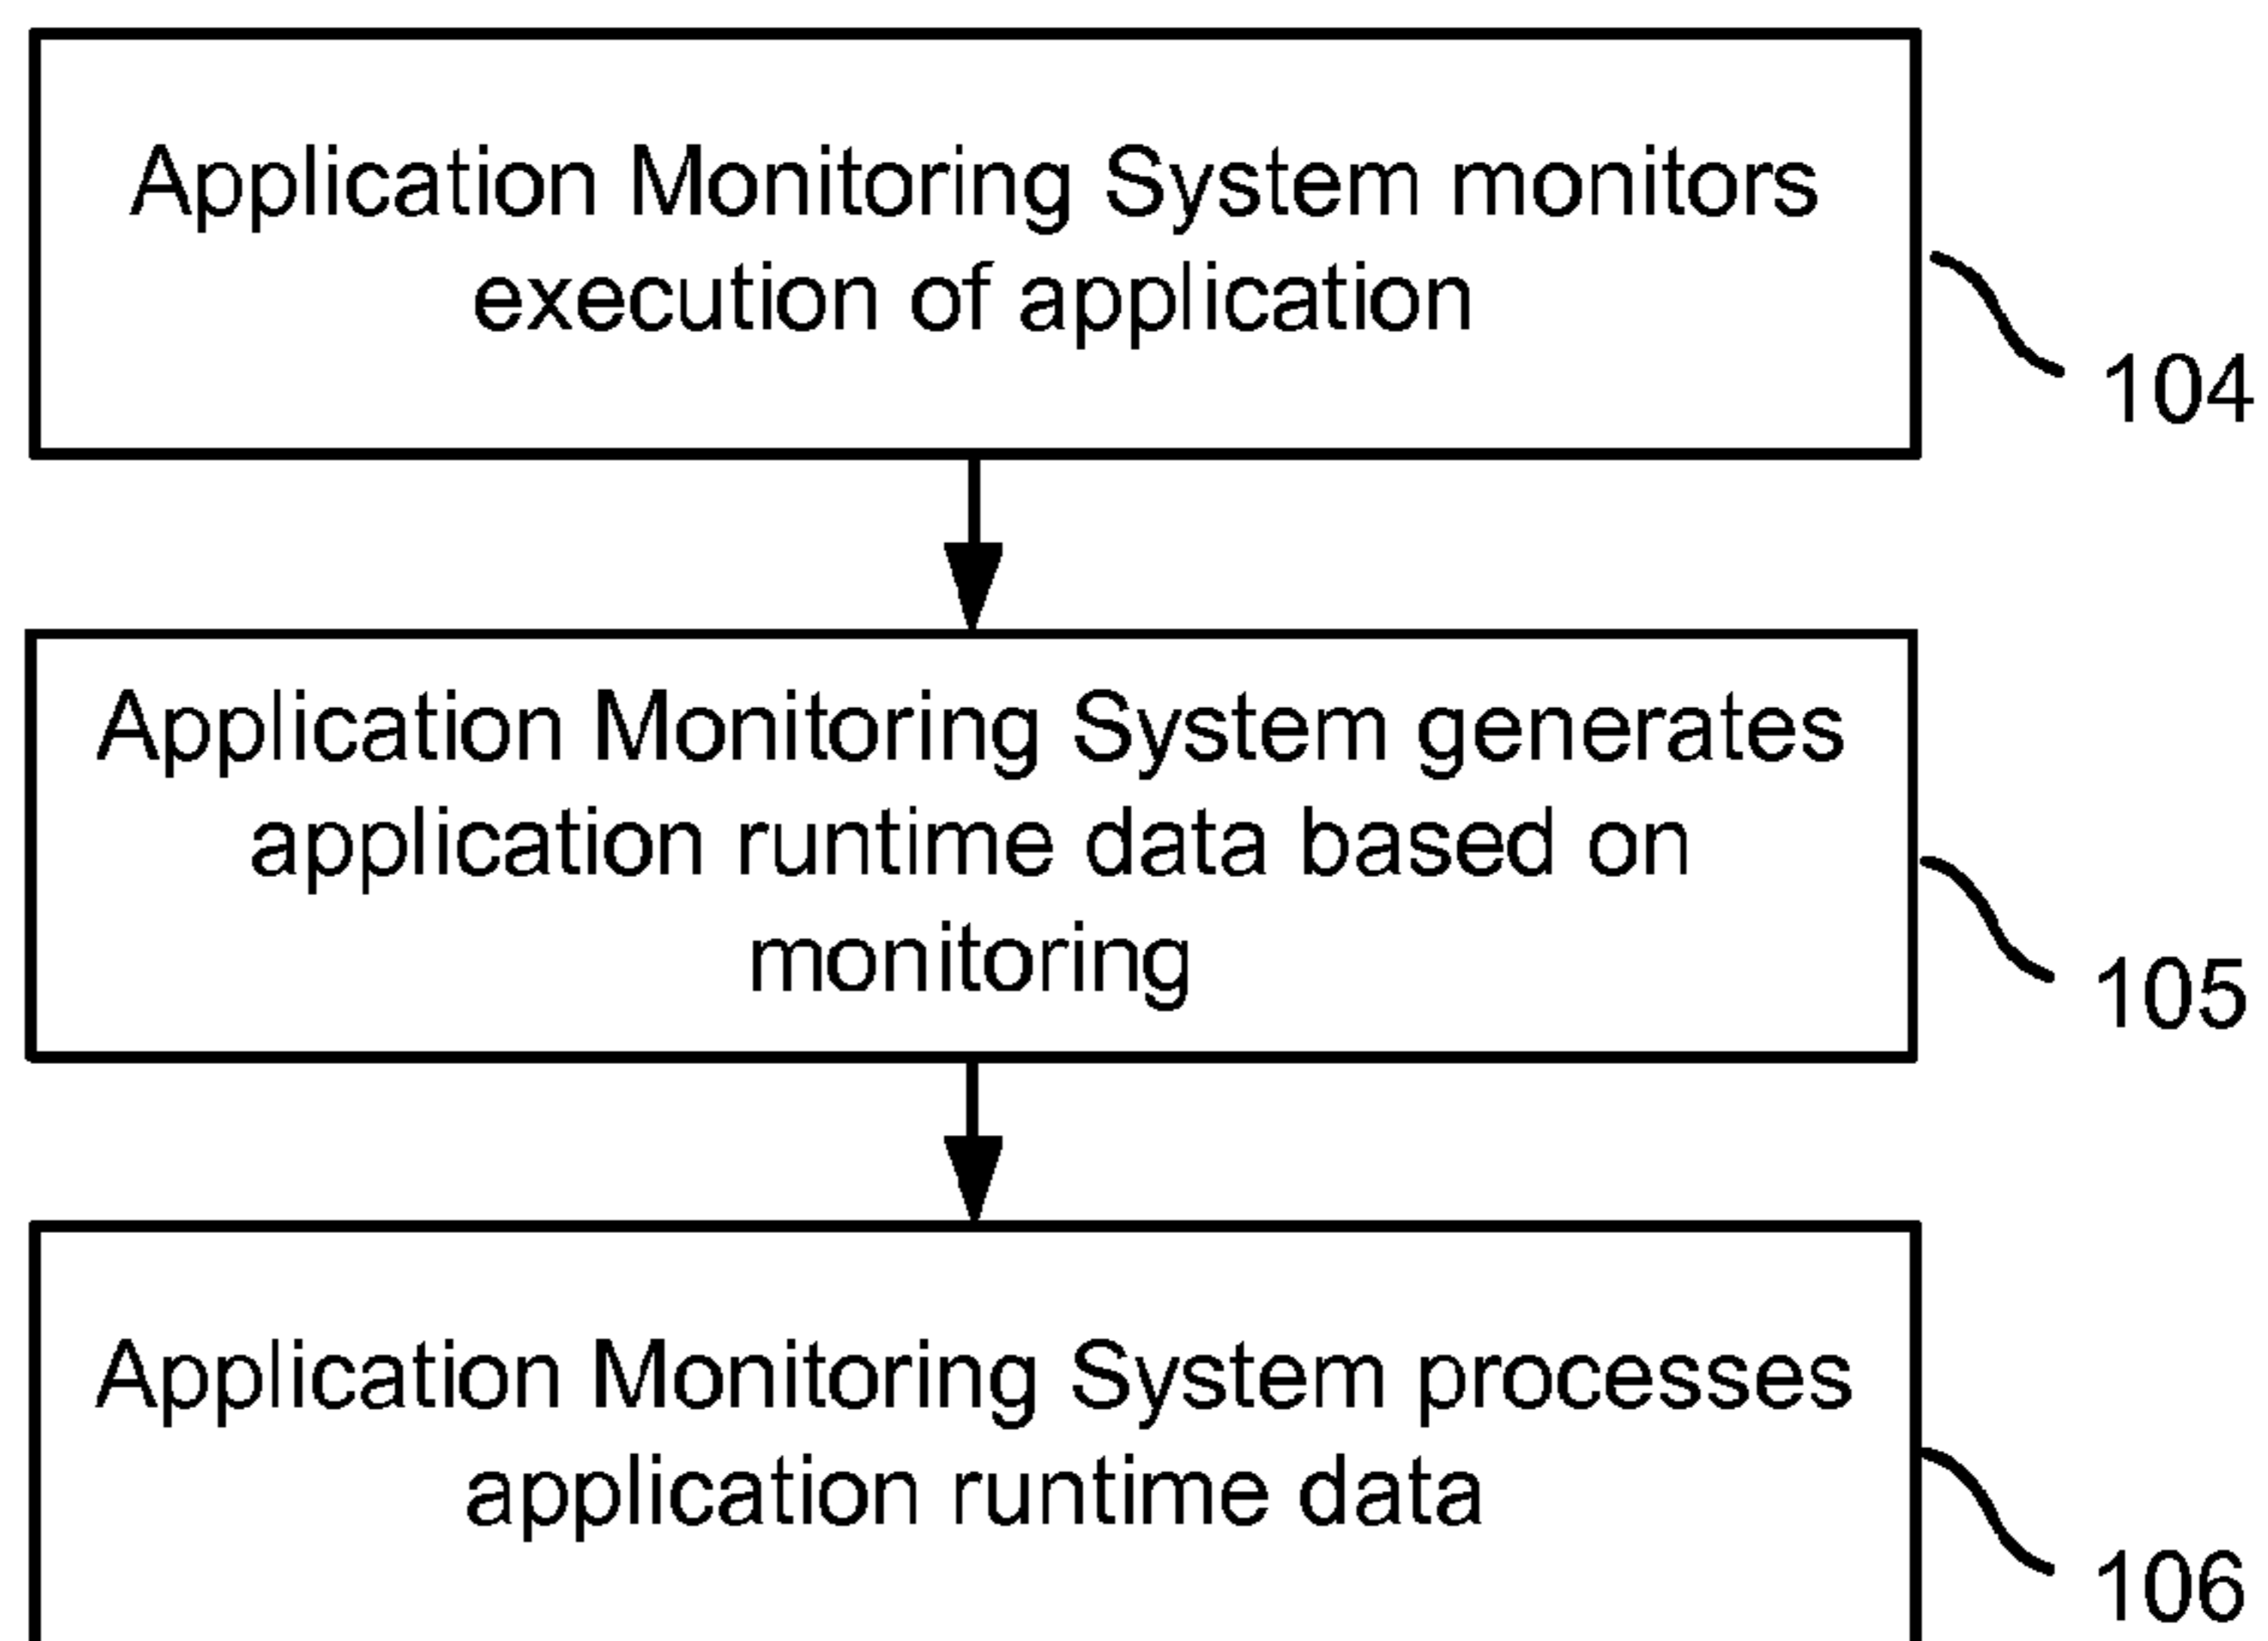 Application Monitoring System monitors
execution of application
104
Application Monitoring System generates
application runtime data based on
monitoring
105
Application Monitoring System processes
application runtime data
106